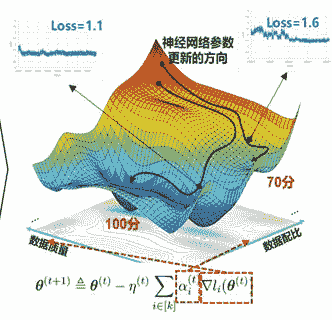 Loss=1.1
Loss=1.6
神经网络参数
更新的方向
70分
100分
数据质量
数据配比
θ^{(t+1)} ≜ θ^{(t)} − η^{(t)} ∑_{i∈[k]} α_i^{(t)} ∇l_i(θ^{(t)})